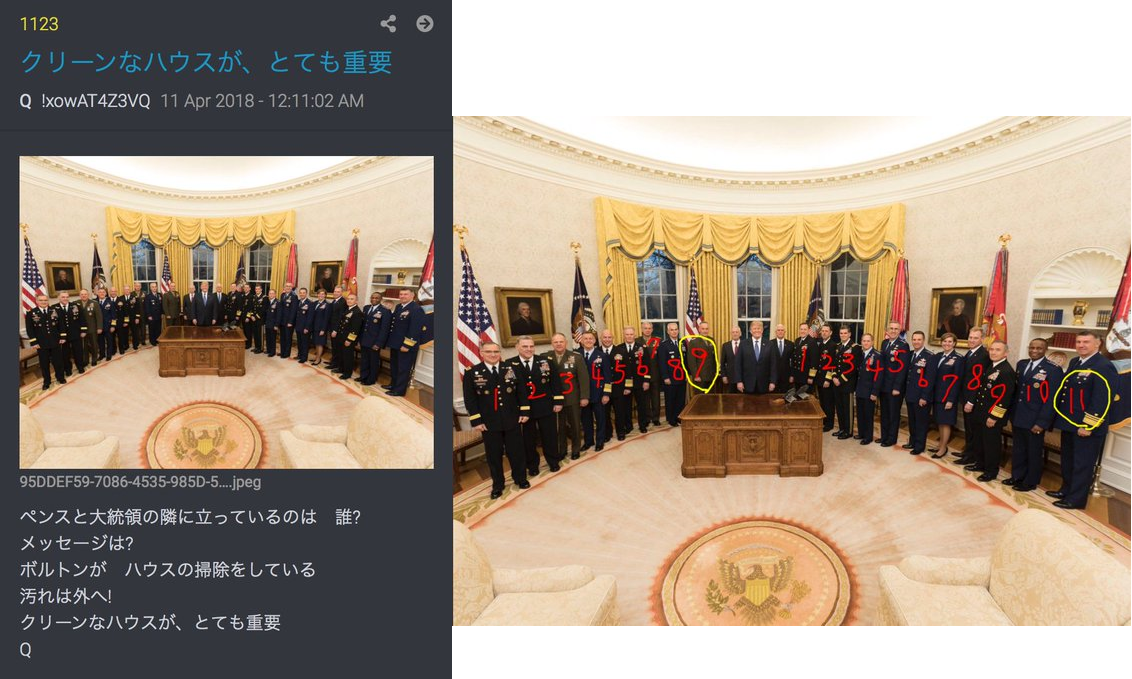 1123
クリーンなハウスが、とても重要
Q !xowAT4Z3VQ 11 Apr 2018 - 12:11:02 AM
95DDEF59-7086-4535-985D-5....jpeg
ペンスと大統領の隣に立っているのは　誰?
メッセージは?
ボルトンが　ハウスの掃除をしている
汚れは外へ!
クリーンなハウスが、とても重要
Q
1 2 3 4 5 6 7 8 9 1 2 3 4 5 6 7 8 9 10 11